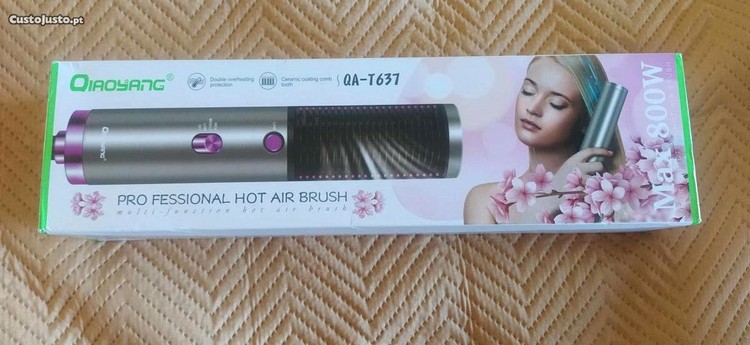 CustoJusto.pt
QIAOYANG®
Double overheating
protection
Ceramic coating comb
tooth
QA-T637
PRO FESSIONAL HOT AIR BRUSH
multi-function hot air brush
Max 800W